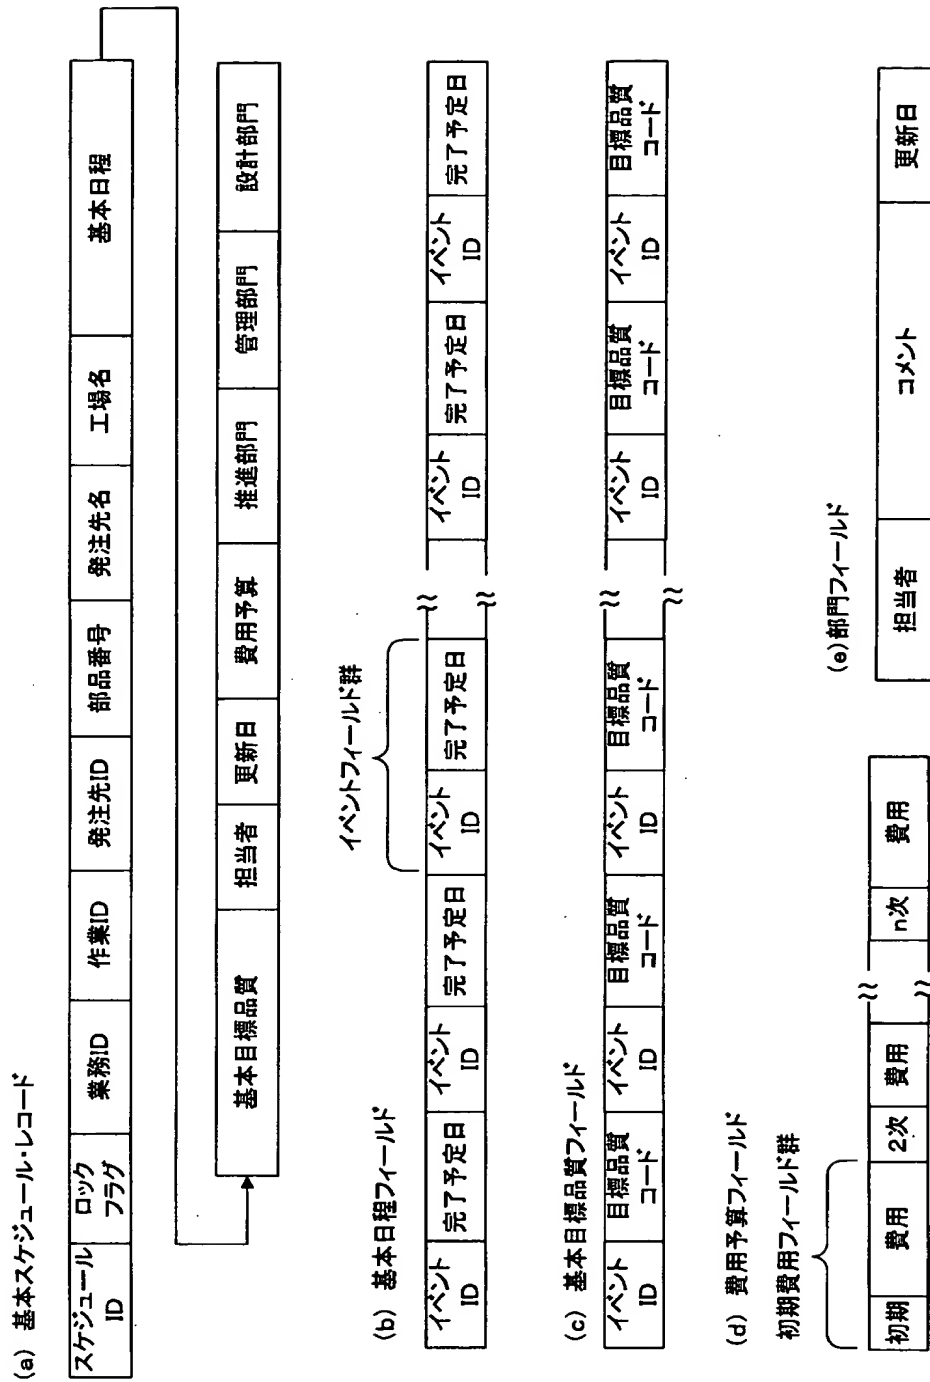 (a) 基本スケジュール・レコード
スケジュール
ID
ロック
フラグ
業務ID
作業ID
発注先ID
部品番号
発注先名
工場名
基本日程
基本目標品質
担当者
更新日
費用予算
推進部門
管理部門
設計部門
(b) 基本日程フィールド
イベントフィールド群
イベント
ID
完了予定日
イベント
ID
完了予定日
イベント
ID
完了予定日
イベント
ID
完了予定日
イベント
ID
完了予定日
(c) 基本目標品質フィールド
イベント
ID
目標品質
コード
イベント
ID
目標品質
コード
イベント
ID
目標品質
コード
イベント
ID
目標品質
コード
イベント
ID
目標品質
コード
(d) 費用予算フィールド
初期費用フィールド群
初期
費用
2次
費用
n次
費用
(e)部門フィールド
担当者
コメント
更新日